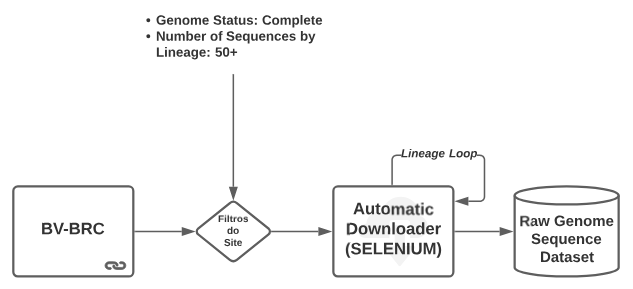 • Genome Status: Complete
• Number of Sequences by
Lineage: 50+
Lineage Loop
BV-BRC
Filtros
do
Site
Automatic
Downloader
(SELENIUM)
Raw Genome
Sequence
Dataset